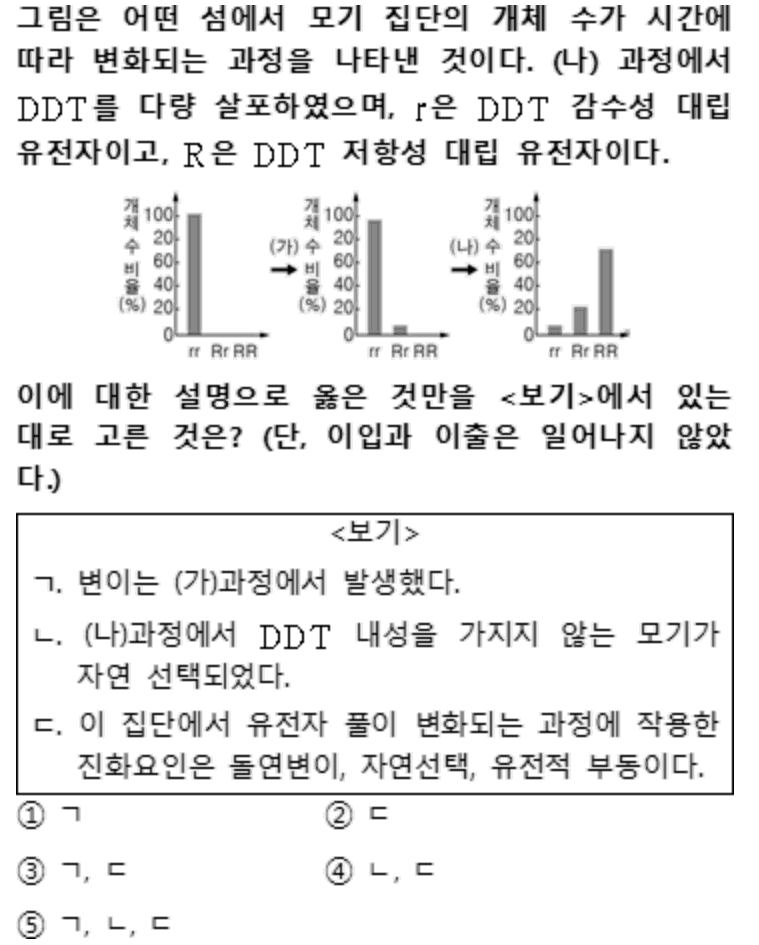 그림은 어떤 섬에서 모기 집단의 개체 수가 시간에
따라 변화되는 과정을 나타낸 것이다. (나) 과정에서
DDT를 다량 살포하였으며, r은 DDT 감수성 대립
유전자이고, R은 DDT 저항성 대립 유전자이다.
개체 수 비율(%)
100
20
60
40
20
0
rr Rr RR
(가)
개체 수 비율(%)
100
20
60
40
20
0
rr Rr RR
(나)
개체 수 비율(%)
100
20
60
40
20
0
rr Rr RR
이에 대한 설명으로 옳은 것만을 <보기>에서 있는
대로 고른 것은? (단, 이입과 이출은 일어나지 않았
다.)
<보기>
ㄱ. 변이는 (가)과정에서 발생했다.
ㄴ. (나)과정에서 DDT 내성을 가지지 않는 모기가
자연 선택되었다.
ㄷ. 이 집단에서 유전자 풀이 변화되는 과정에 작용한
진화요인은 돌연변이, 자연선택, 유전적 부동이다.
① ㄱ ② ㄷ
③ ㄱ, ㄷ ④ ㄴ, ㄷ
⑤ ㄱ, ㄴ, ㄷ